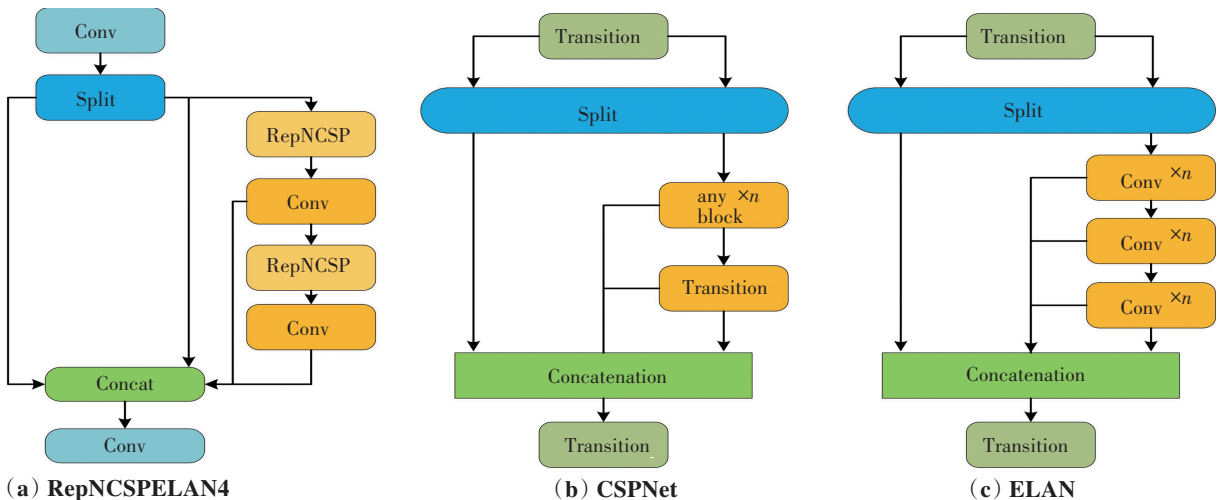 Conv
Split
RepNCSP
Conv
RepNCSP
Conv
Concat
Conv
(a) RepNCSPELAN4
Transition
Split
any ×n
block
Transition
Concatenation
Transition
(b) CSPNet
Transition
Split
Conv ×n
Conv ×n
Conv ×n
Concatenation
Transition
(c) ELAN